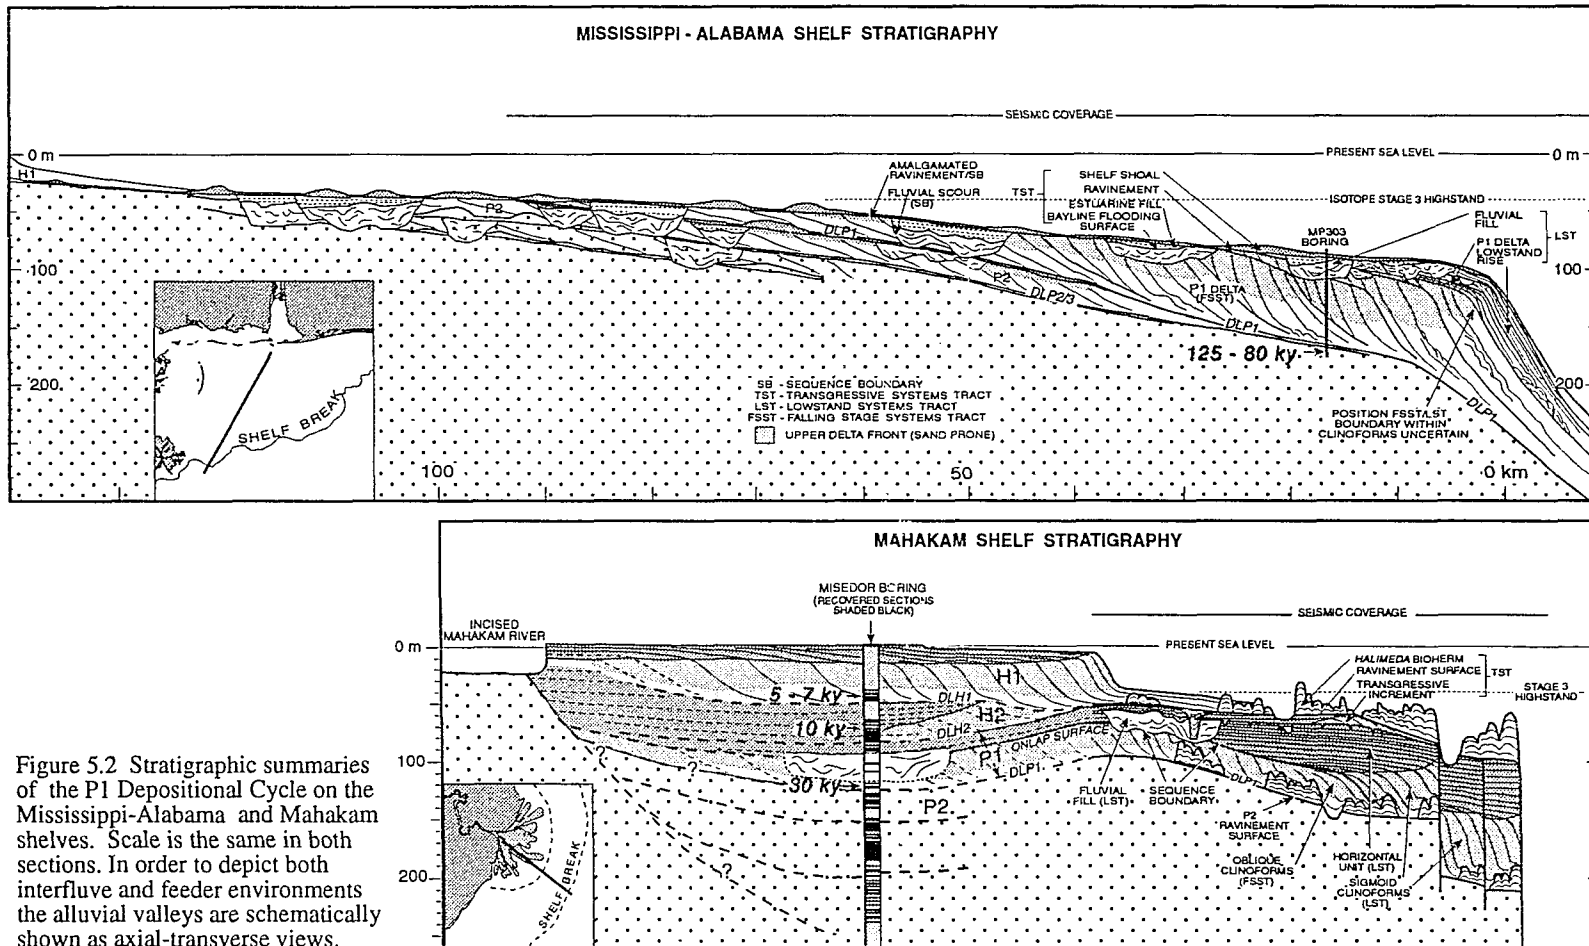 MISSISSIPPI - ALABAMA SHELF STRATIGRAPHY
SEISMIC COVERAGE
0 m
PRESENT SEA LEVEL
0 m
H1
AMALGAMATED
RAVINEMENT/SB
FLUVIAL SCOUR
(SB)
TST
SHELF SHOAL
RAVINEMENT
ESTUARINE FILL
BAYLINE FLOODING
SURFACE
ISOTOPE STAGE 3 HIGHSTAND
MP303
BORING
FLUVIAL
FILL
P1 DELTA
LOWSTAND
RISE
LST
P2
DLP1
P2
DLP2/3
P1 DELTA
(FSST)
DLP1
100
100
125 - 80 ky
200
200
SB - SEQUENCE BOUNDARY
TST - TRANSGRESSIVE SYSTEMS TRACT
LST - LOWSTAND SYSTEMS TRACT
FSST - FALLING STAGE SYSTEMS TRACT
UPPER DELTA FRONT (SAND PRONE)
POSITION FSST/LST
BOUNDARY WITHIN
CLINOFORMS UNCERTAIN
DLP1
SHELF BREAK
100
50
0 km
MAHAKAM SHELF STRATIGRAPHY
MISEDOR BORING
(RECOVERED SECTIONS
SHADED BLACK)
SEISMIC COVERAGE
INCISED
MAHAKAM RIVER
0 m
PRESENT SEA LEVEL
HALIMEDA BIOHERM
RAVINEMENT SURFACE
TRANSGRESSIVE
INCREMENT
TST
STAGE 3
HIGHSTAND
H1
5 - 7 ky
DLH1
H2
10 ky
DLH2
P1
ONLAP SURFACE
DLP1
?
?
100
30 ky
P2
FLUVIAL
FILL (LST)
SEQUENCE
BOUNDARY
DLP1
P2
RAVINEMENT
SURFACE
OBLIQUE
CLINOFORMS
(FSST)
HORIZONTAL
UNIT (LST)
SIGMOID
CLINOFORMS
(LST)
?
200
SHELF BREAK
Figure 5.2 Stratigraphic summaries
of the P1 Depositional Cycle on the
Mississippi-Alabama and Mahakam
shelves. Scale is the same in both
sections. In order to depict both
interfluve and feeder environments
the alluvial valleys are schematically
shown as axial-transverse views.